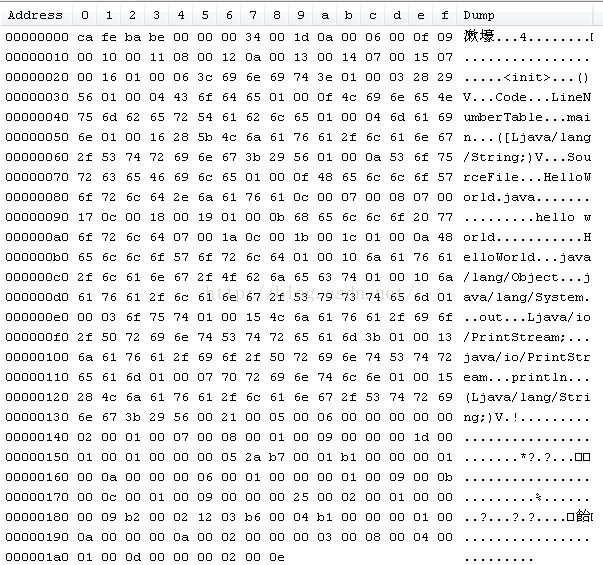 Address 0 1 2 3 4 5 6 7 8 9 a b c d e f Dump
00000000 ca fe ba be 00 00 00 34 00 1d 0a 00 06 00 0f 09 漱壕...4........
00000010 00 10 00 11 08 00 12 0a 00 13 00 14 07 00 15 07 ................
00000020 00 16 01 00 06 3c 69 6e 69 74 3e 01 00 03 28 29 .....<init>...()
00000030 56 01 00 04 43 6f 64 65 01 00 0f 4c 69 6e 65 4e V...Code...LineN
00000040 75 6d 62 65 72 54 61 62 6c 65 01 00 04 6d 61 69 umberTable...mai
00000050 6e 01 00 16 28 5b 4c 6a 61 76 61 2f 6c 61 6e 67 n...([Ljava/lang
00000060 2f 53 74 72 69 6e 67 3b 29 56 01 00 0a 53 6f 75 /String;)V...Sou
00000070 72 63 65 46 69 6c 65 01 00 0f 48 65 6c 6c 6f 57 rceFile...HelloW
00000080 6f 72 6c 64 2e 6a 61 76 61 0c 00 07 00 08 07 00 orld.java.......
00000090 17 0c 00 18 00 19 01 00 0b 68 65 6c 6c 6f 20 77 .........hello w
000000a0 6f 72 6c 64 07 00 1a 0c 00 1b 00 1c 01 00 0a 48 orld...........H
000000b0 65 6c 6c 6f 57 6f 72 6c 64 01 00 10 6a 61 76 61 elloWorld...java
000000c0 2f 6c 61 6e 67 2f 4f 62 6a 65 63 74 01 00 10 6a /lang/Object...j
000000d0 61 76 61 2f 6c 61 6e 67 2f 53 79 73 74 65 6d 01 ava/lang/System.
http://blog.csdn.net/
000000e0 00 03 6f 75 74 01 00 15 4c 6a 61 76 61 2f 69 6f ..out...Ljava/io
000000f0 2f 50 72 69 6e 74 53 74 72 65 61 6d 3b 01 00 13 /PrintStream;...
00000100 6a 61 76 61 2f 69 6f 2f 50 72 69 6e 74 53 74 72 java/io/PrintStr
00000110 65 61 6d 01 00 07 70 72 69 6e 74 6c 6e 01 00 15 eam...println...
00000120 28 4c 6a 61 76 61 2f 6c 61 6e 67 2f 53 74 72 69 (Ljava/lang/Stri
00000130 6e 67 3b 29 56 00 21 00 05 00 06 00 00 00 00 00 ng;)V.!.........
00000140 02 00 01 00 07 00 08 00 01 00 09 00 00 00 1d 00 ................
00000150 01 00 01 00 00 00 05 2a b7 00 01 b1 00 00 00 01 .......*?.?...
00000160 00 0a 00 00 00 06 00 01 00 00 00 01 00 09 00 0b ................
00000170 00 0c 00 01 00 09 00 00 00 25 00 02 00 01 00 00 .........%......
00000180 00 09 b2 00 02 12 03 b6 00 04 b1 00 00 00 01 00 ..?...?.?....
00000190 0a 00 00 00 0a 00 02 00 00 00 03 00 08 00 04 00 ................
000001a0 01 00 0d 00 00 00 02 00 0e .........